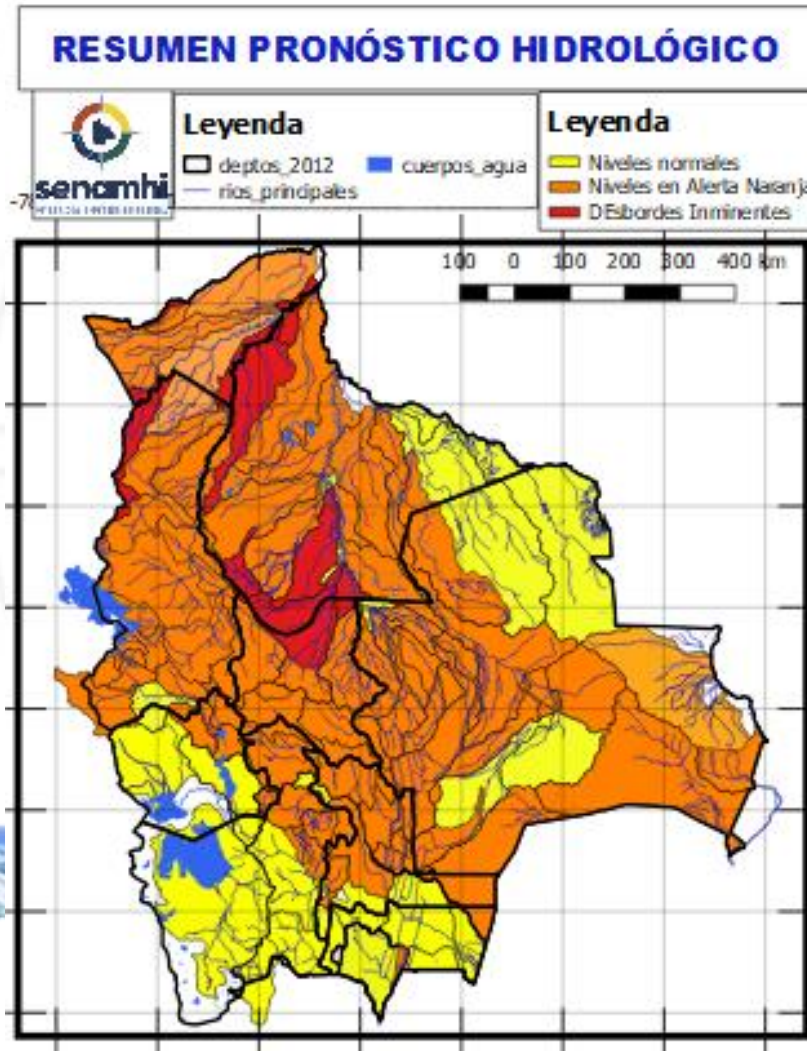 RESUMEN PRONÓSTICO HIDROLÓGICO
senamhi
Leyenda
deptos_2012
cuerpos_agua
rios_principales
Leyenda
Niveles normales
Niveles en Alerta Naranja
DEsbordes Inminentes
100 0 100 200 300 400 km